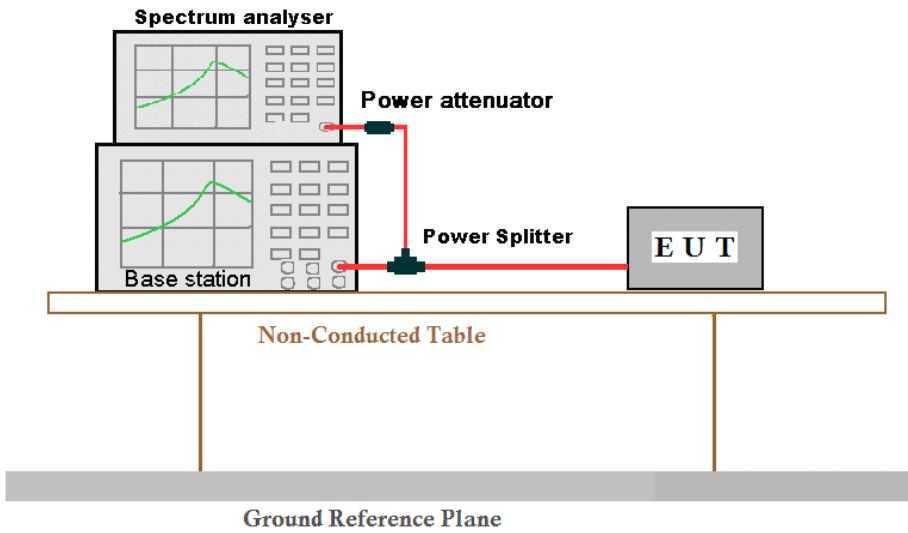 Spectrum analyser
Power attenuator
Power Splitter
E U T
Base station
Non-Conducted Table
Ground Reference Plane